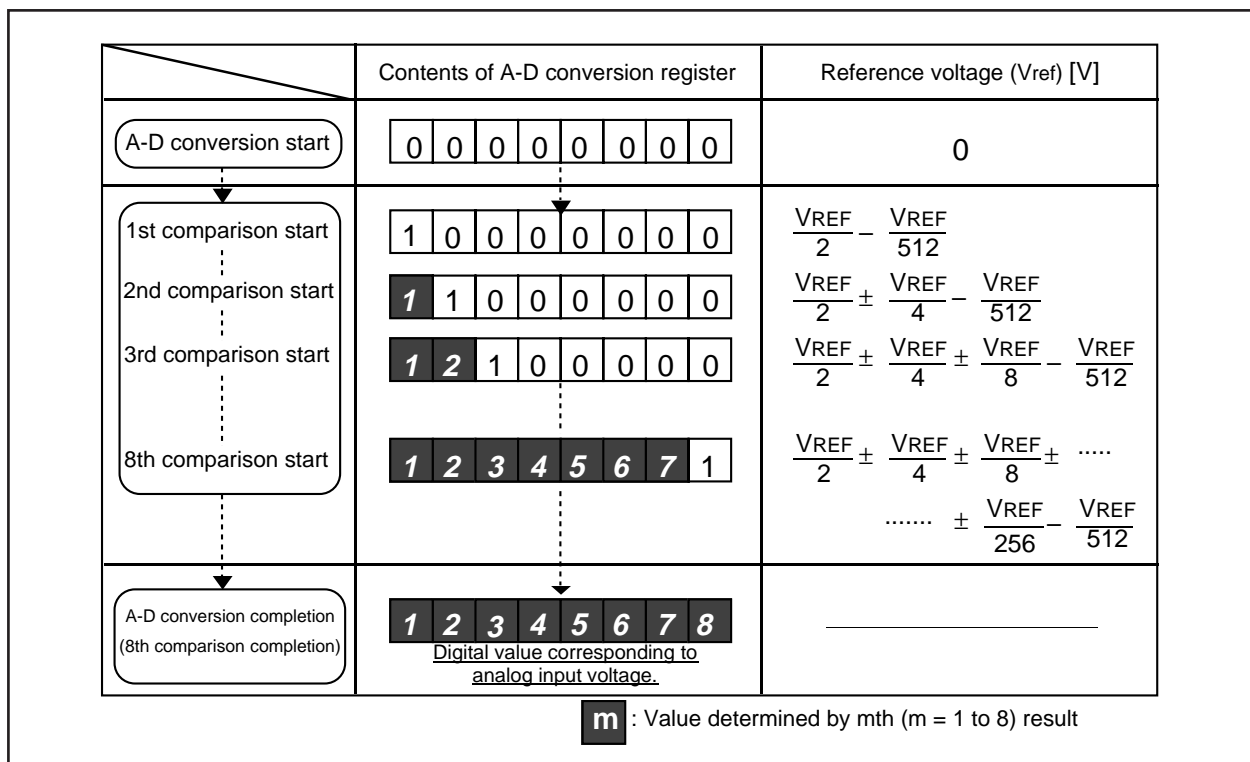 Contents of A-D conversion register
Reference voltage (Vref) [V]
A-D conversion start
0 0 0 0 0 0 0 0
0
1st comparison start
1 0 0 0 0 0 0 0
VREF/2 − VREF/512
2nd comparison start
1 1 0 0 0 0 0 0
VREF/2 ± VREF/4 − VREF/512
3rd comparison start
1 2 1 0 0 0 0 0
VREF/2 ± VREF/4 ± VREF/8 − VREF/512
8th comparison start
1 2 3 4 5 6 7 1
VREF/2 ± VREF/4 ± VREF/8 ± .....
....... ± VREF/256 − VREF/512
A-D conversion completion
(8th comparison completion)
1 2 3 4 5 6 7 8
Digital value corresponding to
analog input voltage.
m : Value determined by mth (m = 1 to 8) result